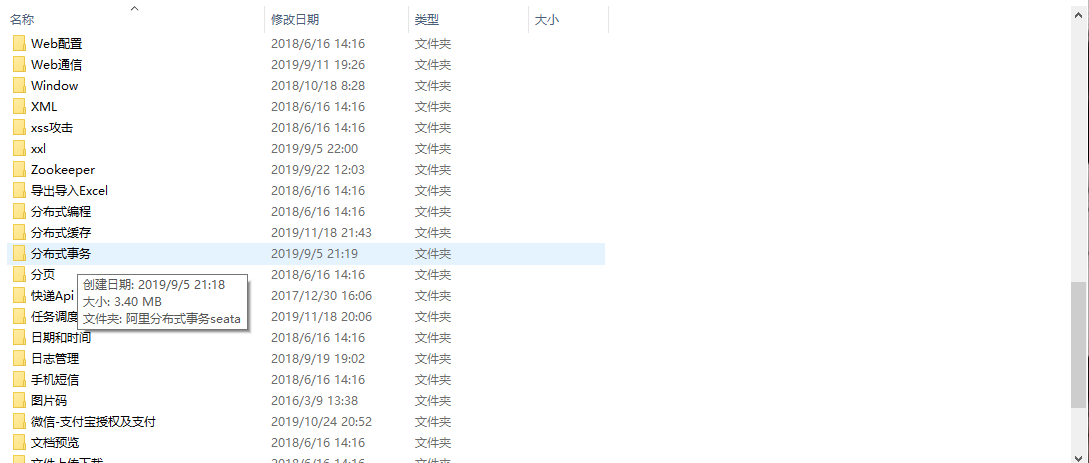 名称 修改日期 类型 大小
Web配置 2018/6/16 14:16 文件夹
Web通信 2019/9/11 19:26 文件夹
Window 2018/10/18 8:28 文件夹
XML 2018/6/16 14:16 文件夹
xss攻击 2018/6/16 14:16 文件夹
xxl 2019/9/5 22:00 文件夹
Zookeeper 2019/9/22 12:03 文件夹
导出导入Excel 2018/6/16 14:16 文件夹
分布式编程 2018/6/16 14:16 文件夹
分布式缓存 2019/11/18 21:43 文件夹
分布式事务 2019/9/5 21:19 文件夹
分页 2018/6/16 14:16 文件夹
快递Api 2017/12/30 16:06 文件夹
任务调度 2019/11/18 20:06 文件夹
创建日期: 2019/9/5 21:18
大小: 3.40 MB
文件夹: 阿里分布式事务seata
日期和时间 2018/6/16 14:16 文件夹
日志管理 2018/9/19 19:02 文件夹
手机短信 2018/6/16 14:16 文件夹
图片码 2016/3/9 13:38 文件夹
微信-支付宝授权及支付 2019/10/24 20:52 文件夹
文档预览 2018/6/16 14:16 文件夹
文件上传下载 2018/6/16 14:16 文件夹